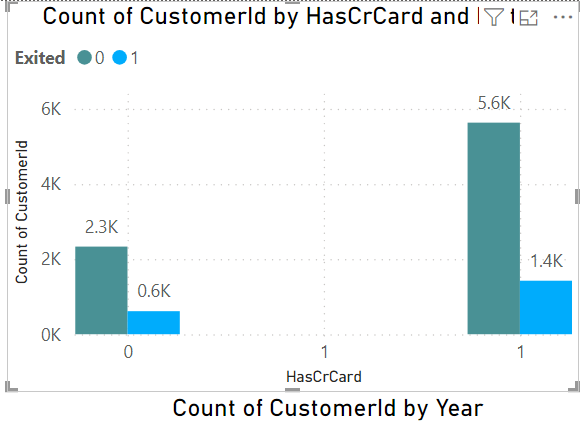 Count of CustomerId by HasCrCard and
Exited 0 1
6K
4K
2K
0K
Count of CustomerId
2.3K
0.6K
5.6K
1.4K
0 1 1
HasCrCard
Count of CustomerId by Year